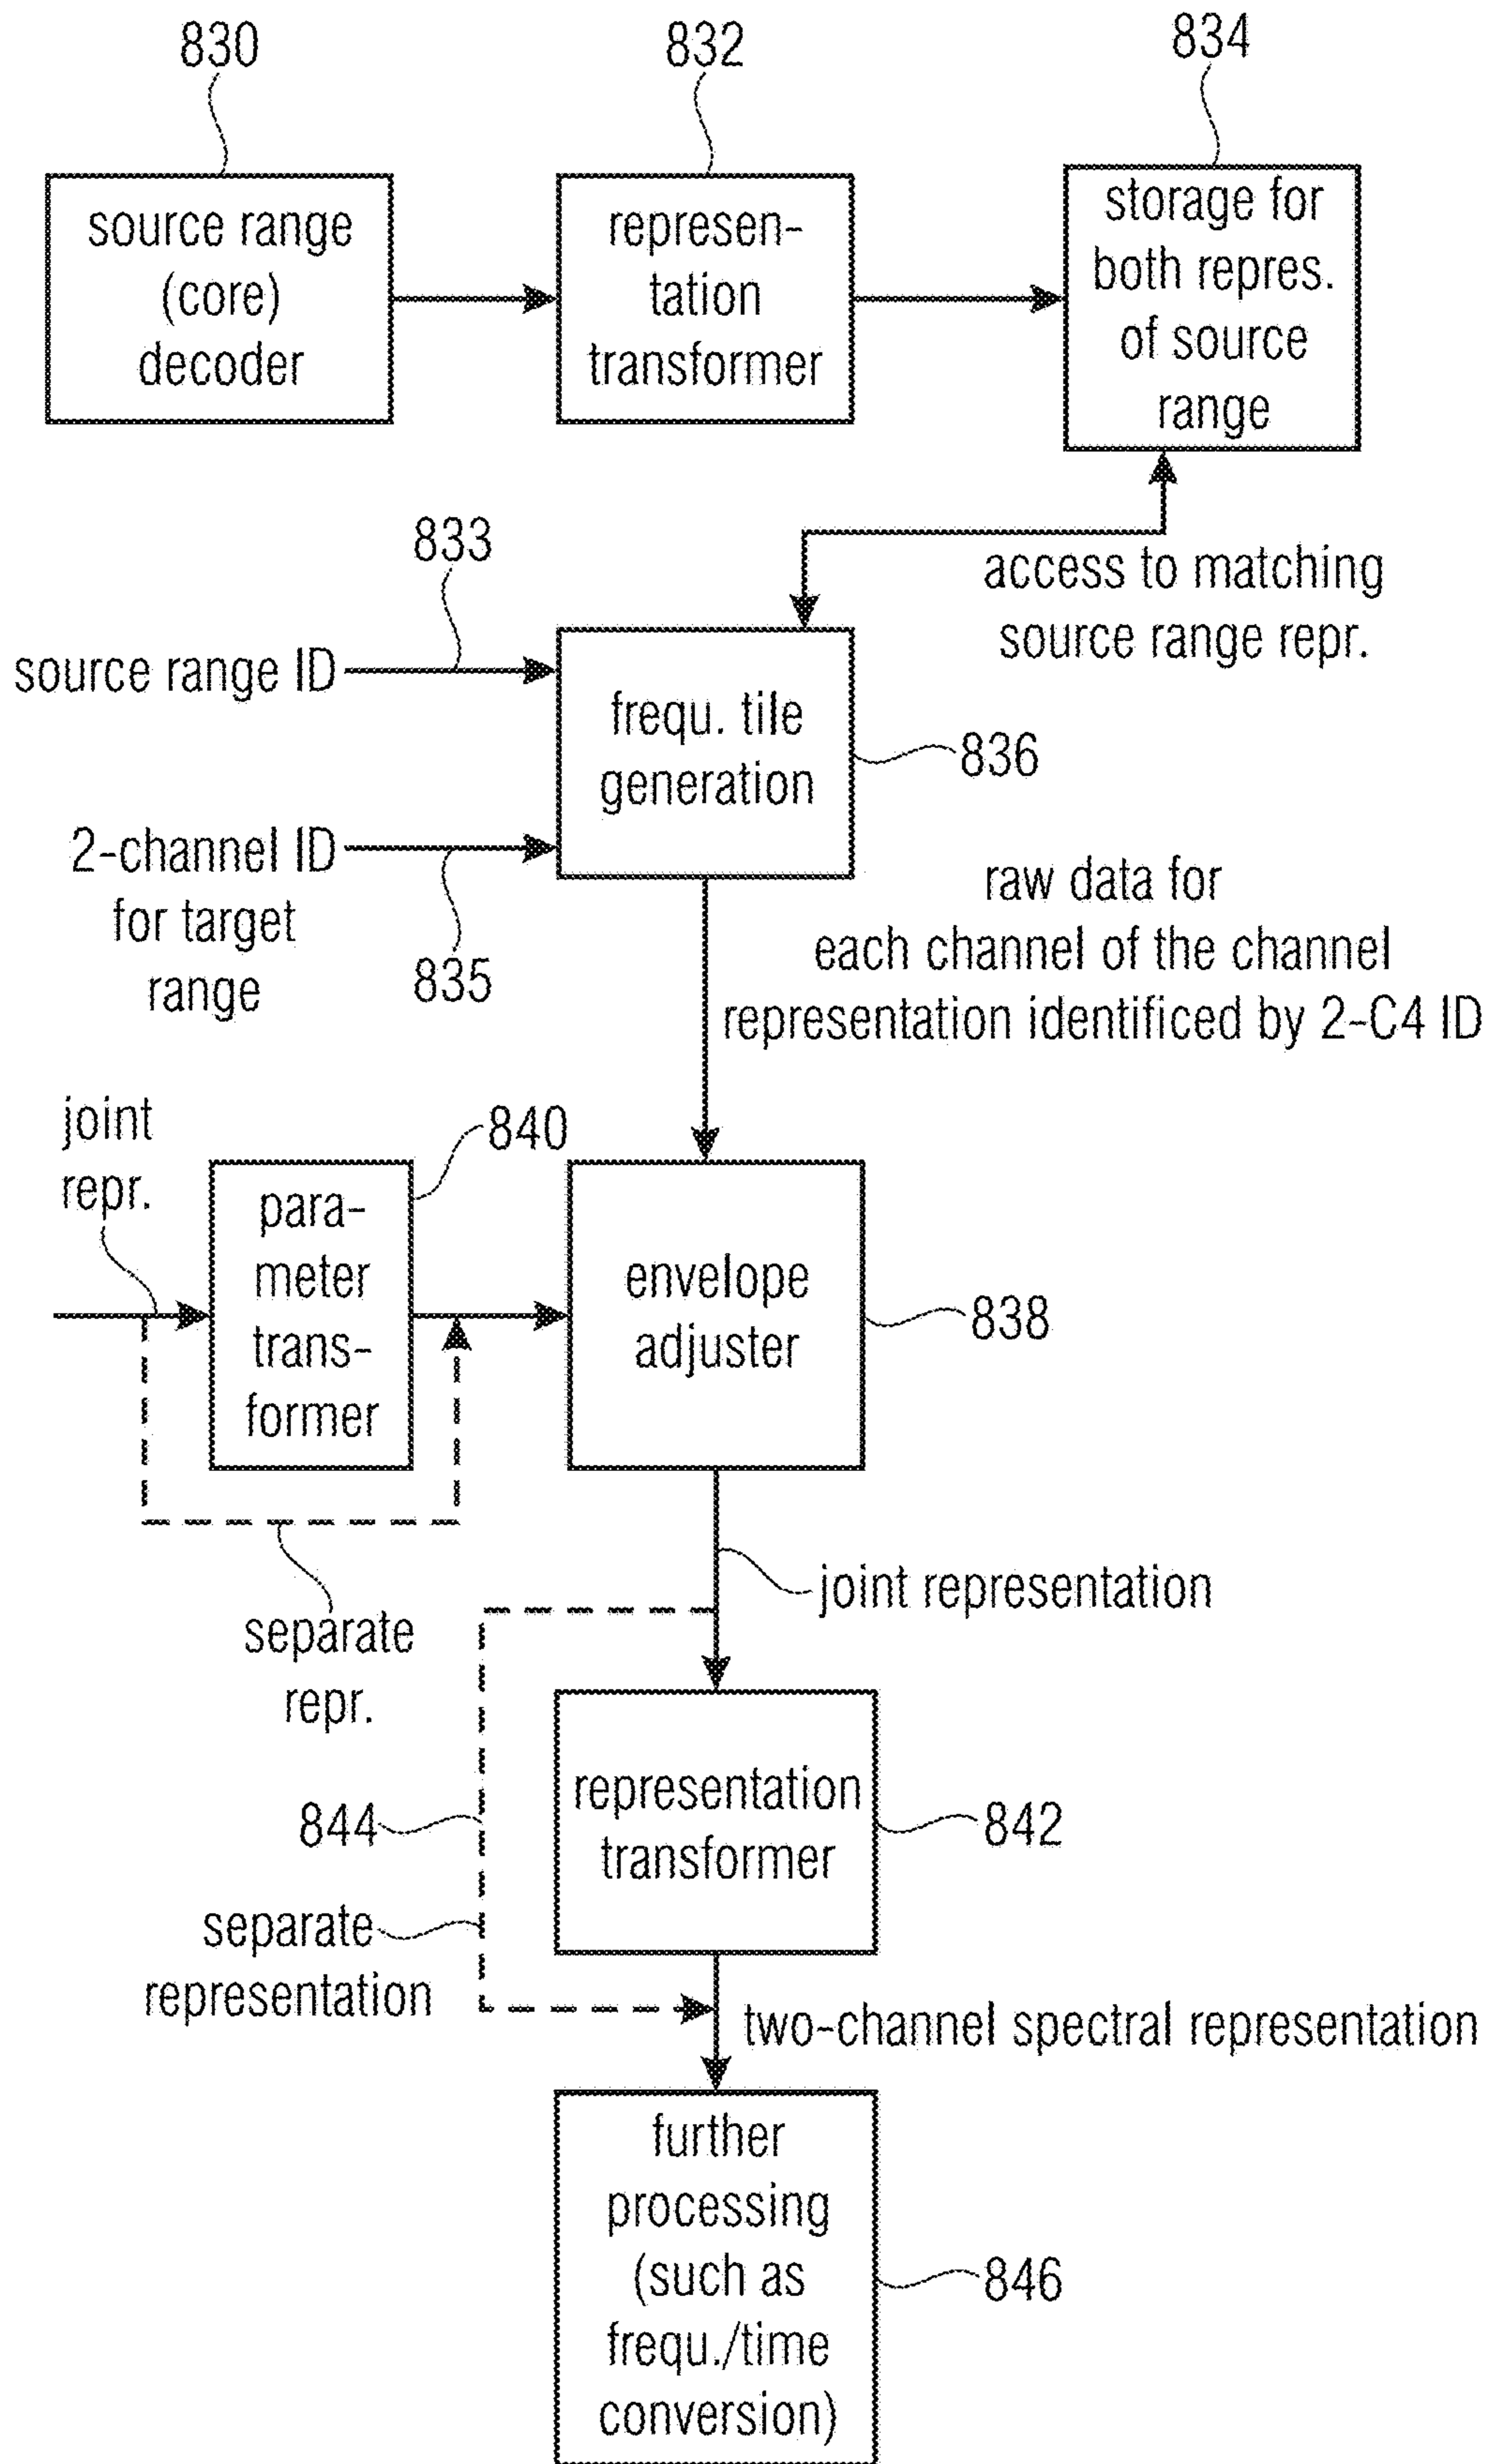 830
832
834
source range
(core)
decoder
represen-
tation
transformer
storage for
both repres.
of source
range
833
access to matching
source range repr.
source range ID
frequ. tile
generation
836
2-channel ID
for target
range
835
raw data for
each channel of the channel
representation identificed by 2-C4 ID
joint
repr.
840
para-
meter
trans-
former
envelope
adjuster
838
joint representation
separate
repr.
representation
transformer
844
842
separate
representation
two-channel spectral representation
further
processing
(such as
frequ./time
conversion)
846